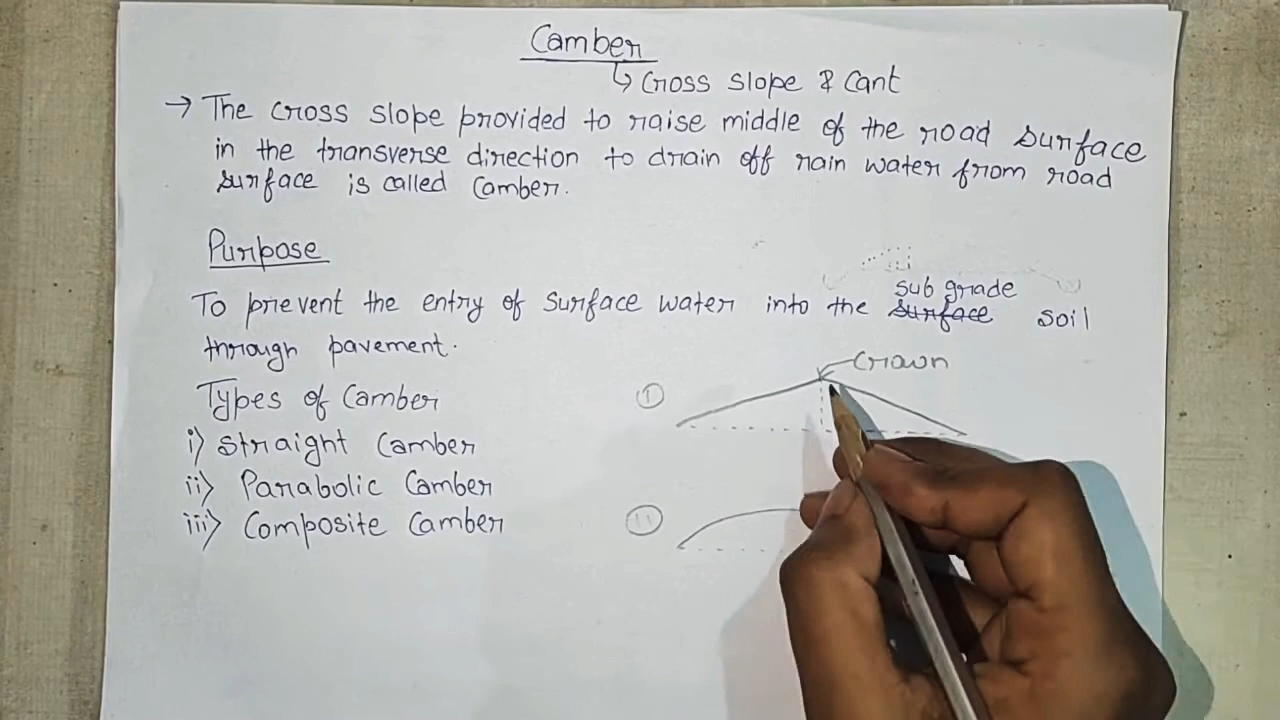 Camber
↳ Cross slope & Cant
→ The cross slope provided to raise middle of the road surface
in the transverse direction to drain off rain water from road
surface is called Camber.
Purpose
sub grade
To prevent the entry of surface water into the surface soil
through pavement.
Crown
Types of Camber
I
i) Straight Camber
ii) Parabolic Camber
II
iii) Composite Camber